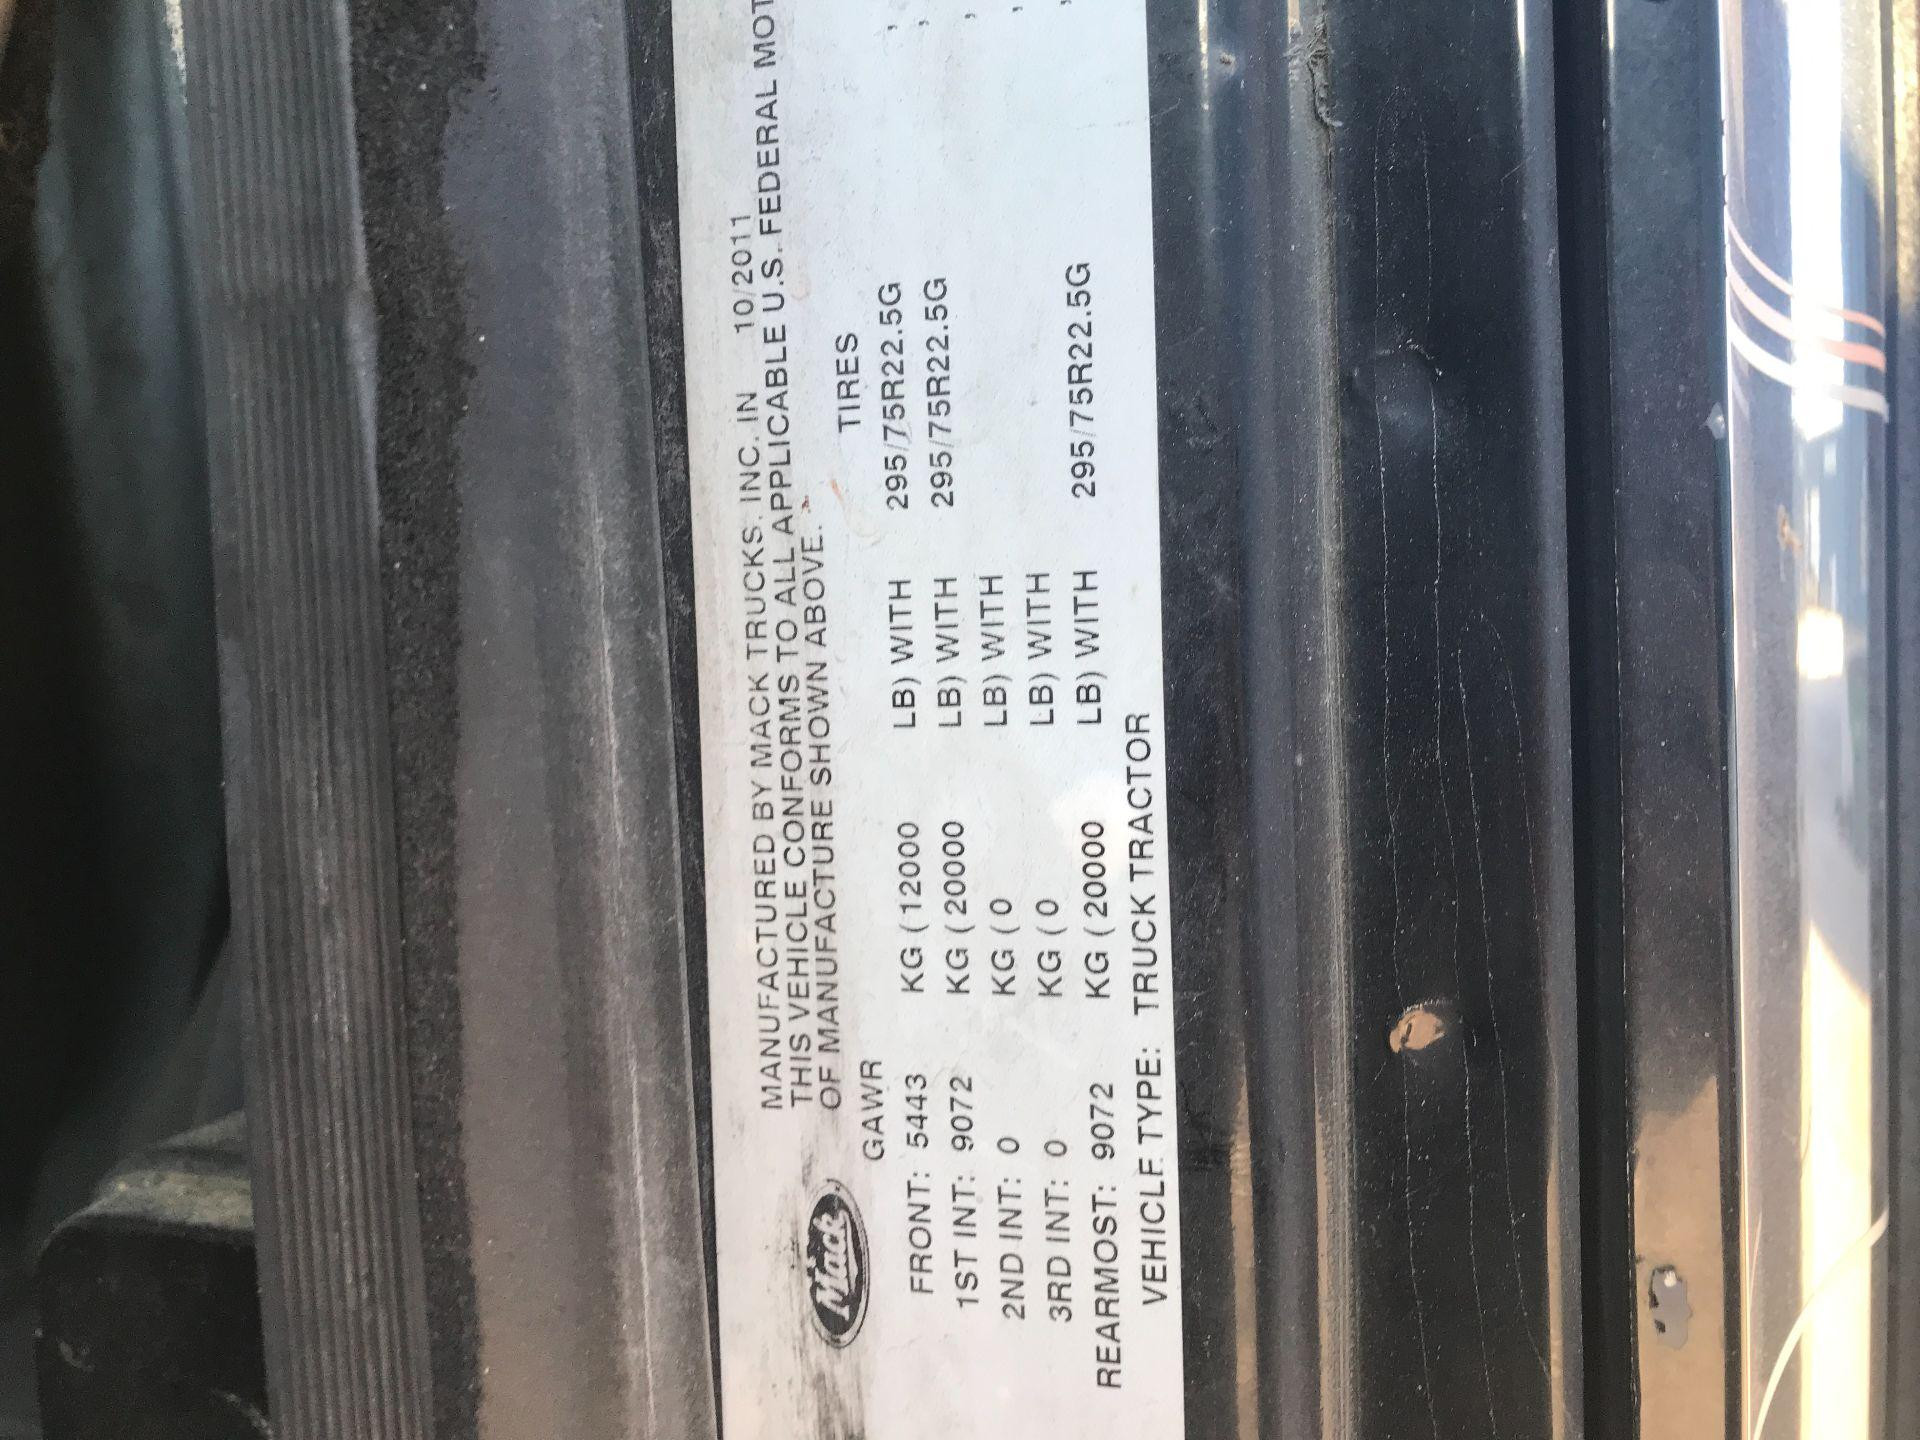 MANUFACTURED BY MACK TRUCKS, INC. IN 10/2011
THIS VEHICLE CONFORMS TO ALL APPLICABLE U.S. FEDERAL MOT
OF MANUFACTURE SHOWN ABOVE.
Mack
GAWR TIRES
FRONT: 5443 KG (12000 LB) WITH 295/75R22.5G ,
1ST INT: 9072 KG (20000 LB) WITH 295/75R22.5G ,
2ND INT: 0 KG (0 LB) WITH ,
3RD INT: 0 KG (0 LB) WITH ,
REARMOST: 9072 KG (20000 LB) WITH 295/75R22.5G ,
VEHICLE TYPE: TRUCK TRACTOR